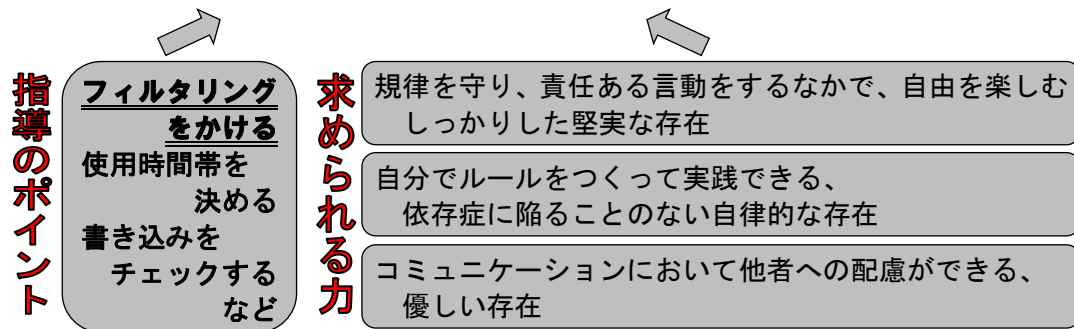 指導のポイント
フィルタリング
をかける
使用時間帯を
決める
書き込みを
チェックする
など
求められる力
規律を守り、責任ある言動をするなかで、自由を楽しむ
しっかりした堅実な存在
自分でルールをつくって実践できる、
依存症に陥ることのない自律的な存在
コミュニケーションにおいて他者への配慮ができる、
優しい存在